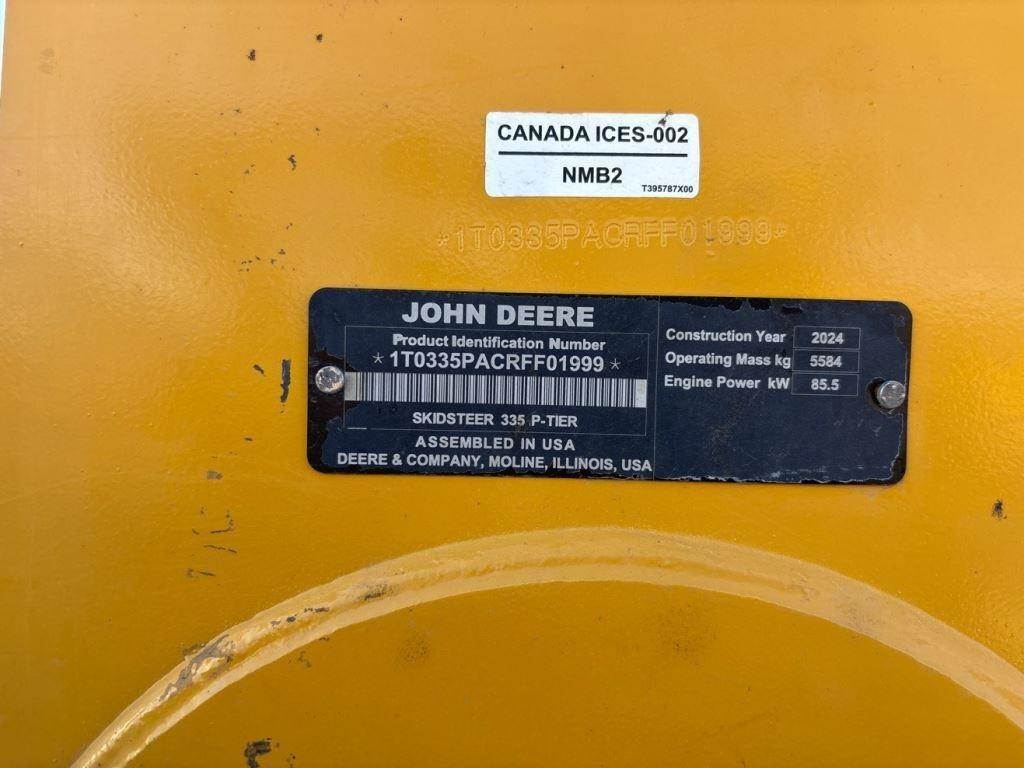 CANADA ICES-002
NMB2
T395787X00
*1T0335PACRFF01999*
JOHN DEERE
Product Identification Number
*1T0335PACRFF01999*
SKIDSTEER 335 P-TIER
ASSEMBLED IN USA
DEERE & COMPANY, MOLINE, ILLINOIS, USA
Construction Year 2024
Operating Mass kg 5584
Engine Power kW 85.5